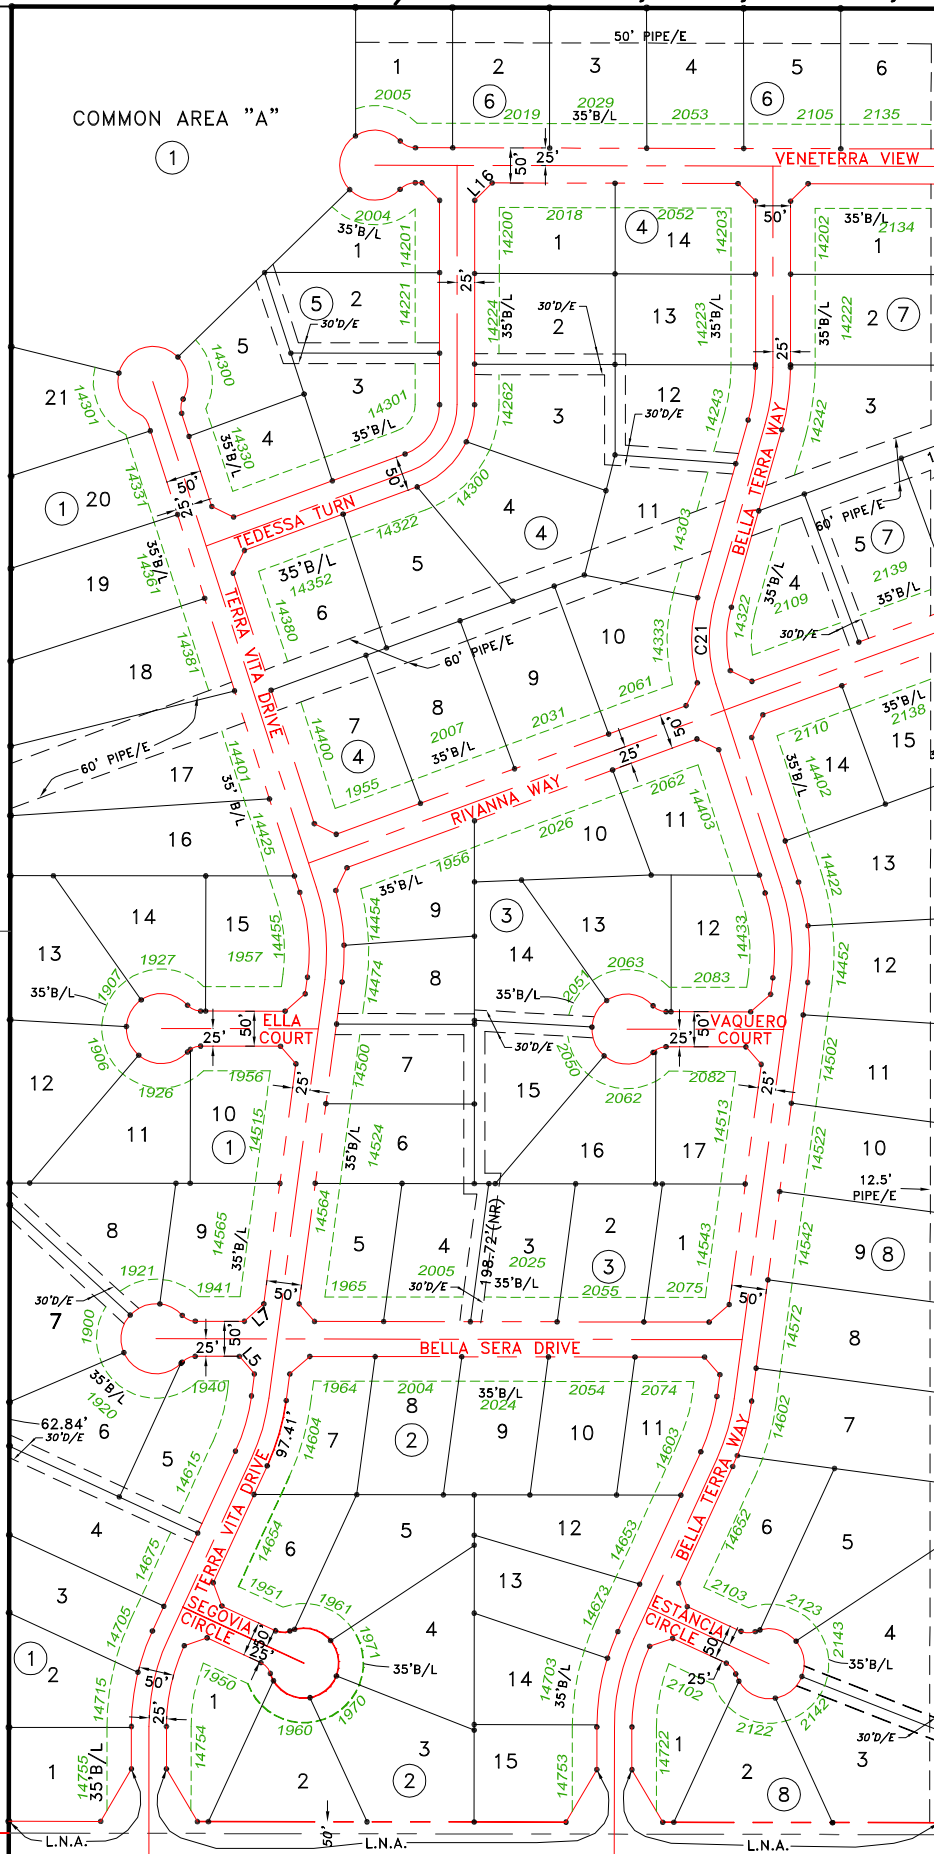 50' PIPE/E
1 2 3 4 5 6
2005 6 2019 2029 35'B/L 2053 6 2105 2135
COMMON AREA "A"
1
50' 25' VENETERRA VIEW
L16 50'
2004 35'B/L 1 14201 14200 2018 1 4 2052 14 14203 14202 35'B/L 2134 1
25'
5 2 14221 14224 35'B/L 30'D/E 2 13 14223 35'B/L 14222 35'B/L 2 7
30'D/E
5 14300 3 14301 35'B/L 14262 3 12 30'D/E 14243 25' 14242 3
21 14301 4 14330 35'B/L
BELLA TERRA WAY
1 20 14331 50' 25' 50' 14300 4 11 60' PIPE/E
TEDESSA TURN
14322 4 14303 5 7
19 35'B/L 14361 35'B/L 14352 5 4 35'B/L 2109 2139 35'B/L
6 14380 14322 30'D/E
TERRA VITA DRIVE
18 14381 60' PIPE/E 10 14333 C21
9 2061
60' PIPE/E 14400 7 8 2007 2031 35'B/L 50' 2110 35'B/L 2138
17 14401 35' B/L 4 1955 25' 35'B/L 14402 14 15
RIVANNA WAY
16 14425 2026 10 2062 11 14403 13
1956 35'B/L 14422
14 15 14455 14454 9 3 13 12 14433
13 1927 1957 14474 8 14 2063 2083 14452 12
1907 35'B/L 35'B/L 2051
ELLA COURT 50' 25'
VAQUERO COURT 50' 25'
30'D/E
1906 1926 1956 25' 14500 7 2050 2062 2082 25' 14502 11
12 10 14515 15 14513
11 1 35'B/L 14524 6 16 17 14522 10
12.5' PIPE/E
8 9 14565 35'B/L 14564 5 4 198.72'(NR) 3 2 1 14543 14542 9 8
1921 1941 1965 2005 30'D/E 2025 35'B/L 3 2055 2075
30'D/E 7 50' L7 50' 14572 8
1900 25' 50' L5
BELLA SERA DRIVE
1920 35'B/L 1940 1964 2004 35'B/L 2024 2054 2074 14602
62.84' 6 30'D/E 5 14615 97.41' 14604 7 8 2 9 10 11 14603 7
TERRA VITA DRIVE
BELLA TERRA WAY
4 14675 14654 6 5 12 14653 14652 6 5
3 14705 1951 1961 13 14673 2103 2123
SEGOVIA CIRCLE 50' 25' 1971 4
ESTANCIA CIRCLE 50' 25' 2143 4
1 2 50' 1950 35'B/L 14 14703 35'B/L 2102 35'B/L
14715 25' 1 14754 1960 1970 3 14722 1 2122 2142 30'D/E
1 14755 35'B/L 2 2 15 14753 2 8 3
L.N.A. 50' L.N.A. L.N.A.